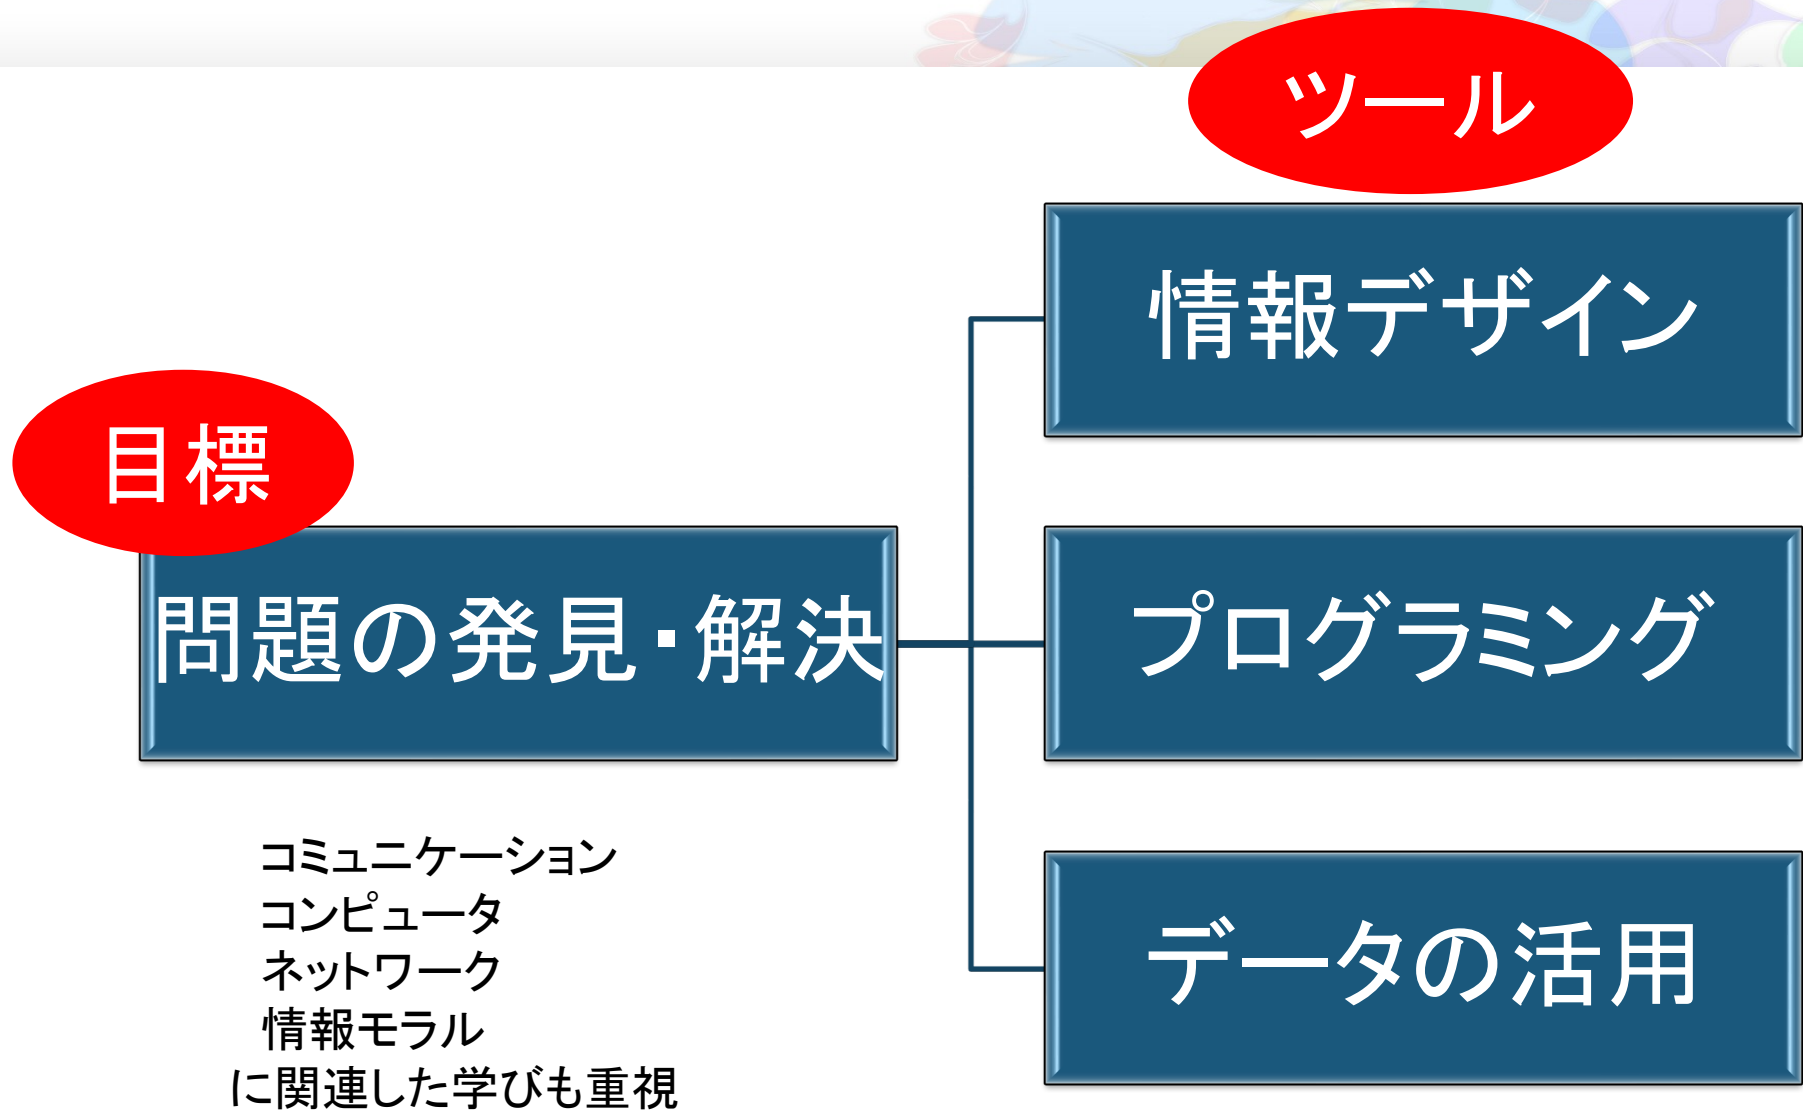 ツール
情報デザイン
目標
問題の発見・解決
プログラミング
データの活用
コミュニケーション
コンピュータ
ネットワーク
情報モラル
に関連した学びも重視